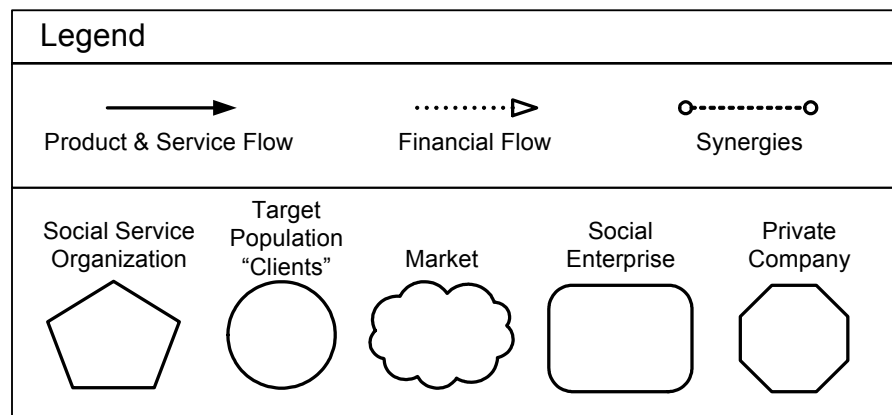 Legend
Product & Service Flow
Financial Flow
Synergies
Social Service
Organization
Target
Population
“Clients”
Market
Social
Enterprise
Private
Company